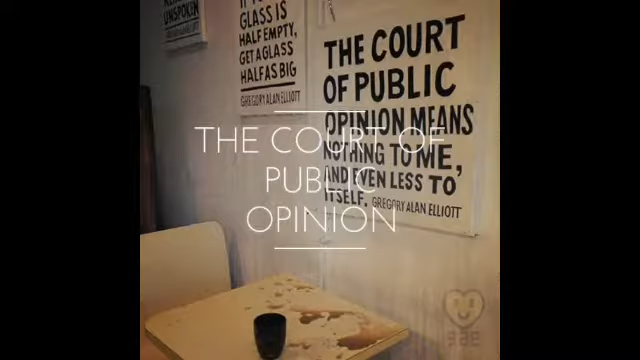 UNSPOKEN
GLASS IS
HALF EMPTY,
GET A GLASS
HALF AS BIG
GREGORY ALAN ELLIOTT
THE COURT
OF PUBLIC
OPINION MEANS
NOTHING TO ME,
AND EVEN LESS TO
ITSELF. GREGORY ALAN ELLIOTT
THE COURT OF
PUBLIC
OPINION